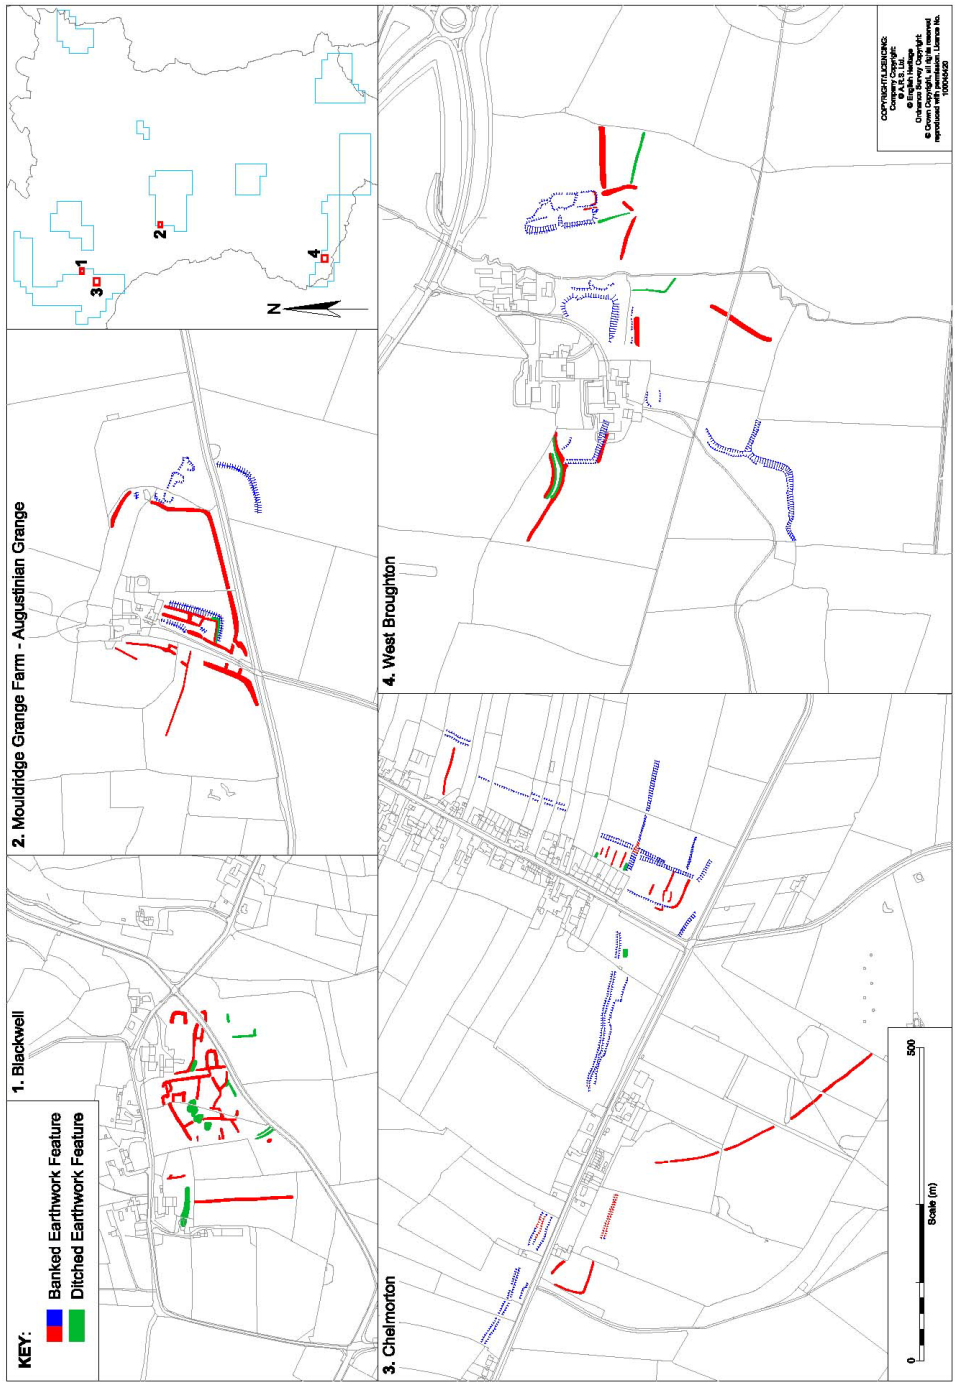 KEY:
Banked Earthwork Feature
Ditched Earthwork Feature
1. Blackwell
2. Mouldridge Grange Farm - Augustinian Grange
N
1
2
3
4
3. Chelmorton
0
500
Scale (m)
4. West Broughton
COPYRIGHT/LICENCING:
Company Copyright:
© A.R.S. Ltd.
© English Heritage
Ordnance Survey Copyright:
© Crown Copyright, all rights reserved
reproduced with permission. Licence No.
100045420